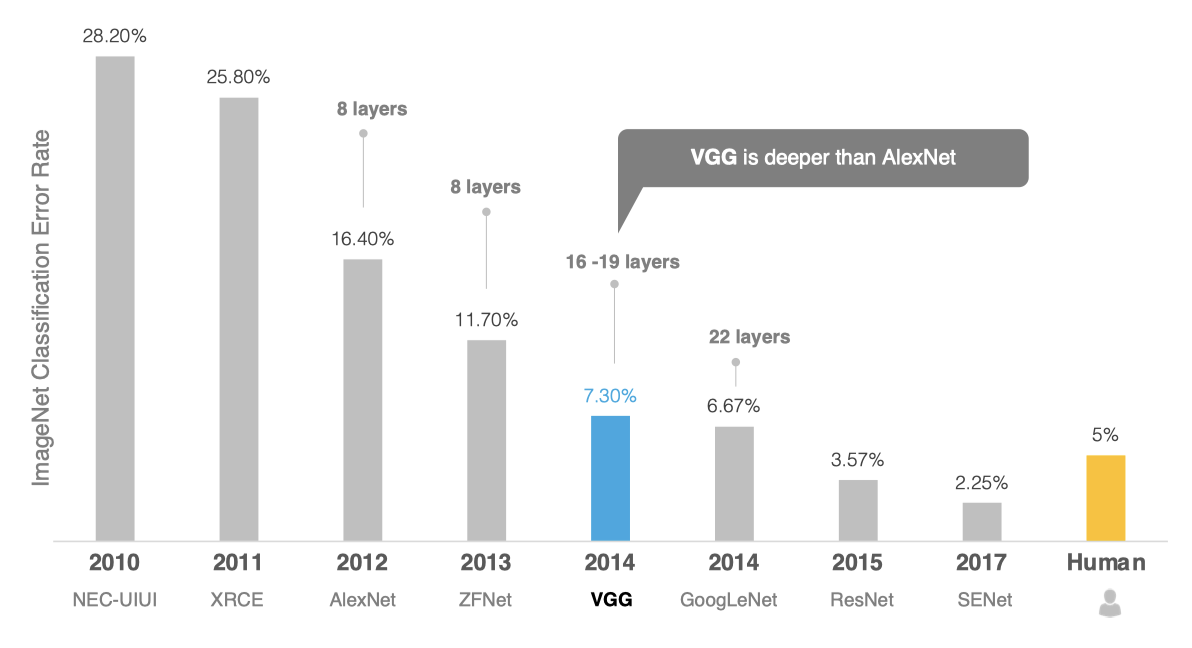 ImageNet Classification Error Rate
28.20%
25.80%
8 layers
16.40%
8 layers
11.70%
VGG is deeper than AlexNet
16 -19 layers
7.30%
22 layers
6.67%
3.57%
2.25%
5%
2010
2011
2012
2013
2014
2014
2015
2017
Human
NEC-UIUI
XRCE
AlexNet
ZFNet
VGG
GoogLeNet
ResNet
SENet